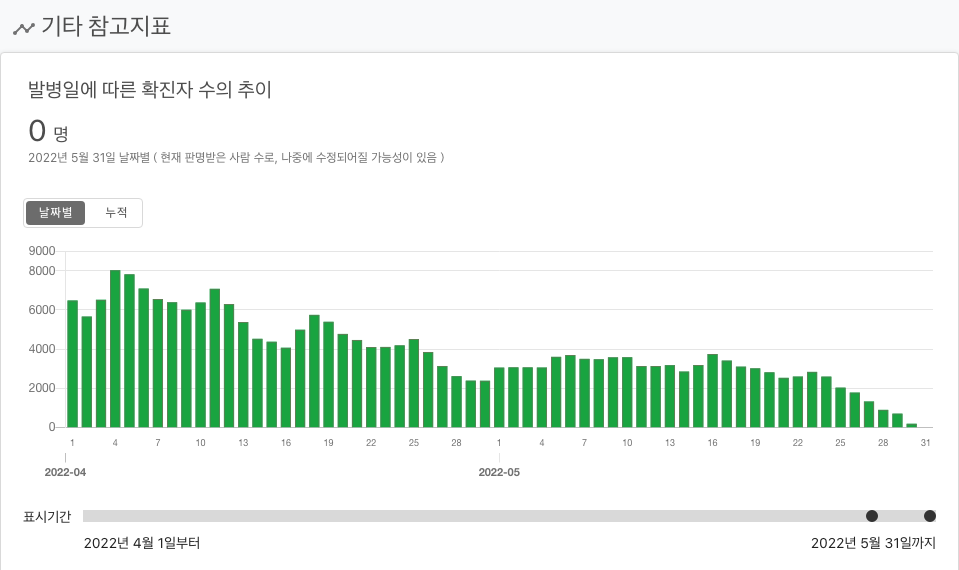 기타 참고지표
발병일에 따른 확진자 수의 추이
0 명
2022년 5월 31일 날짜별 ( 현재 판명받은 사람 수로, 나중에 수정되어질 가능성이 있음 )
날짜별 누적
9000
8000
6000
4000
2000
0
1 4 7 10 13 16 19 22 25 28 1 4 7 10 13 16 19 22 25 28 31
2022-04 2022-05
표시기간
2022년 4월 1일부터 2022년 5월 31일까지